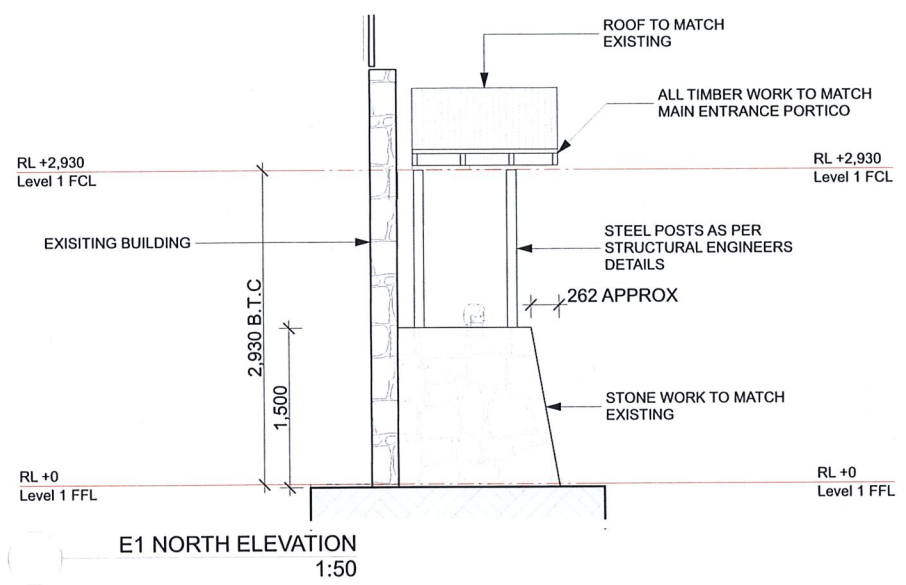 ROOF TO MATCH
EXISTING
ALL TIMBER WORK TO MATCH
MAIN ENTRANCE PORTICO
RL +2,930
Level 1 FCL
RL +2,930
Level 1 FCL
EXISITING BUILDING
STEEL POSTS AS PER
STRUCTURAL ENGINEERS
DETAILS
262 APPROX
2,930 B.T.C
1,500
STONE WORK TO MATCH
EXISTING
RL +0
Level 1 FFL
RL +0
Level 1 FFL
E1 NORTH ELEVATION
1:50